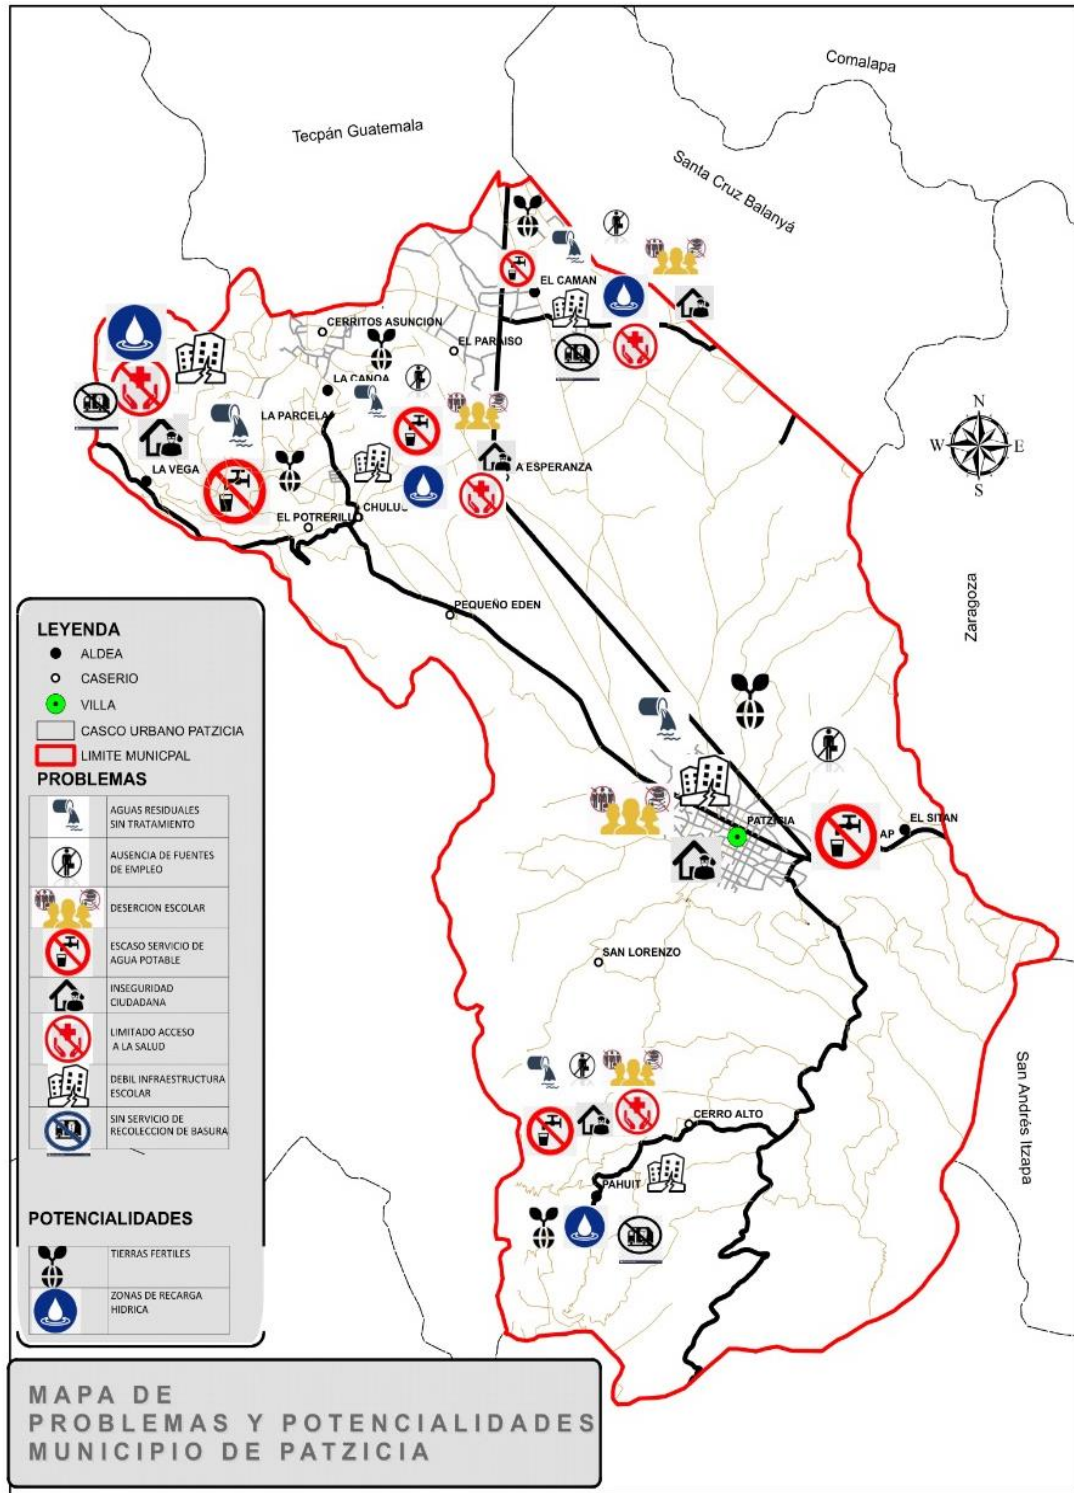 Comalapa
Tecpán Guatemala
Santa Cruz Balanyá
EL CAMAN
CERRITOS ASUNCION
EL PARAISO
LA CANOA
LA PARCELA
N
W E
S
LA VEGA
A ESPERANZA
EL POTRERILL
CHULUC
Zaragoza
PEQUEÑO EDEN
LEYENDA
ALDEA
CASERIO
VILLA
CASCO URBANO PATZICIA
LIMITE MUNICPAL
PROBLEMAS
AGUAS RESIDUALES
SIN TRATAMIENTO
AUSENCIA DE FUENTES
DE EMPLEO
DESERCION ESCOLAR
ESCASO SERVICIO DE
AGUA POTABLE
INSEGURIDAD
CIUDADANA
LIMITADO ACCESO
A LA SALUD
DEBIL INFRAESTRUCTURA
ESCOLAR
SIN SERVICIO DE
RECOLECCION DE BASURA
POTENCIALIDADES
TIERRAS FERTILES
ZONAS DE RECARGA
HIDRICA
PATZICIA
EL SITAN
AP
SAN LORENZO
San Andrés Itzapa
CERRO ALTO
PAHUIT
MAPA DE
PROBLEMAS Y POTENCIALIDADES
MUNICIPIO DE PATZICIA